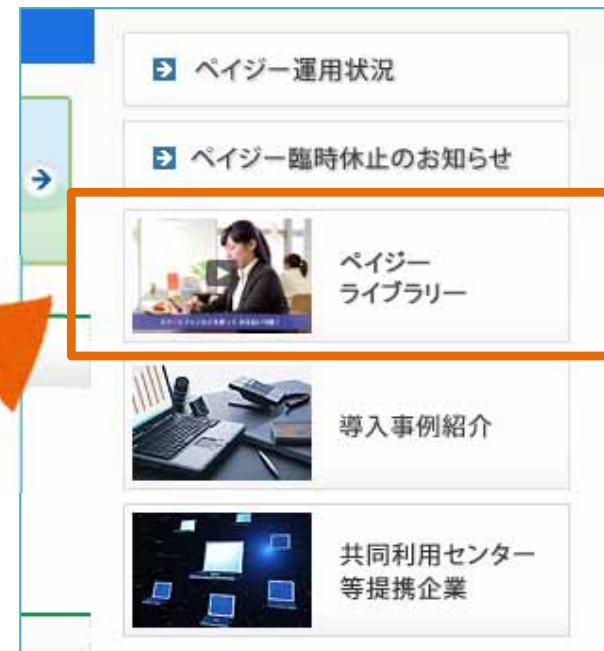 ペイジー運用状況
ペイジー臨時休止のお知らせ
ペイジー
ライブラリー
導入事例紹介
共同利用センター
等提携企業